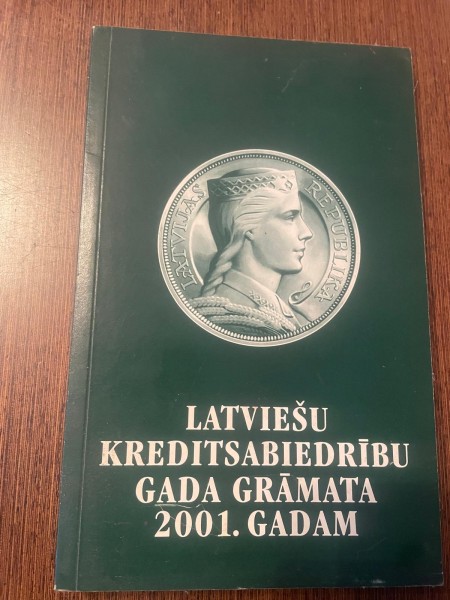 LATVIJAS REPUBLIKA
LATVIEŠU
KREDITSABIEDRĪBU
GADA GRĀMATA
2001. GADAM